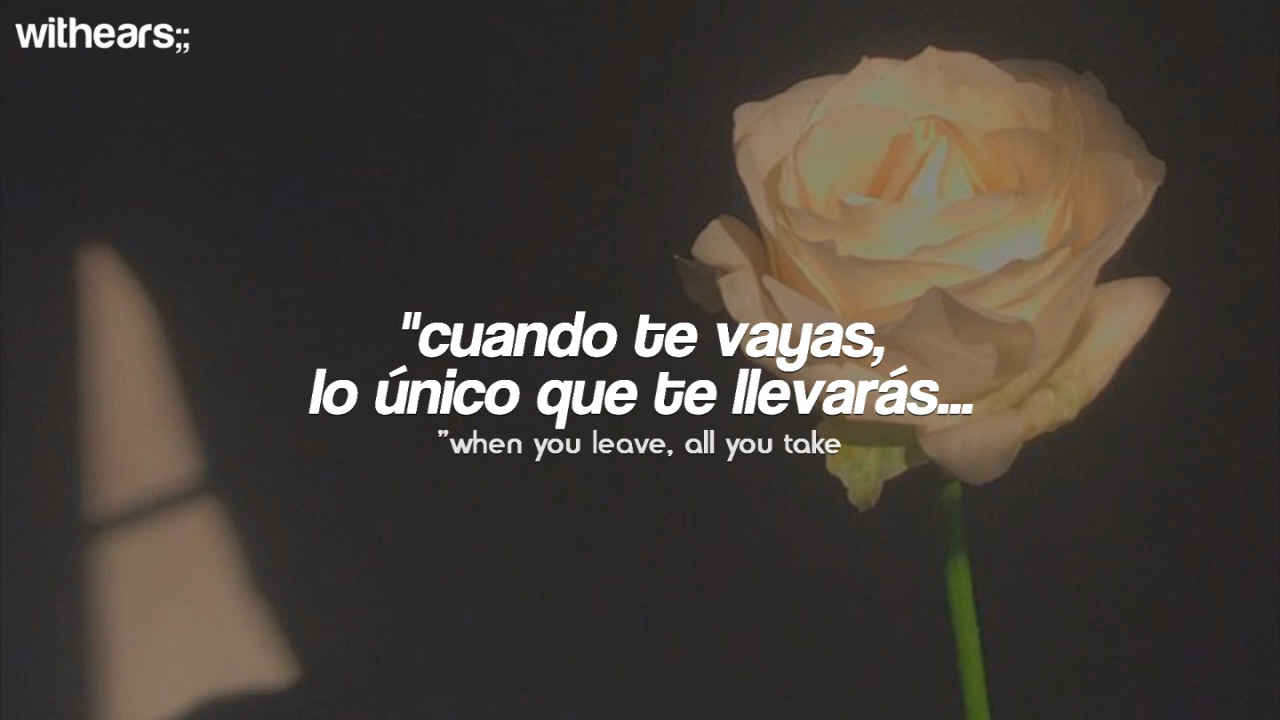 withears;;
"cuando te vayas,
lo único que te llevarás...
"when you leave, all you take